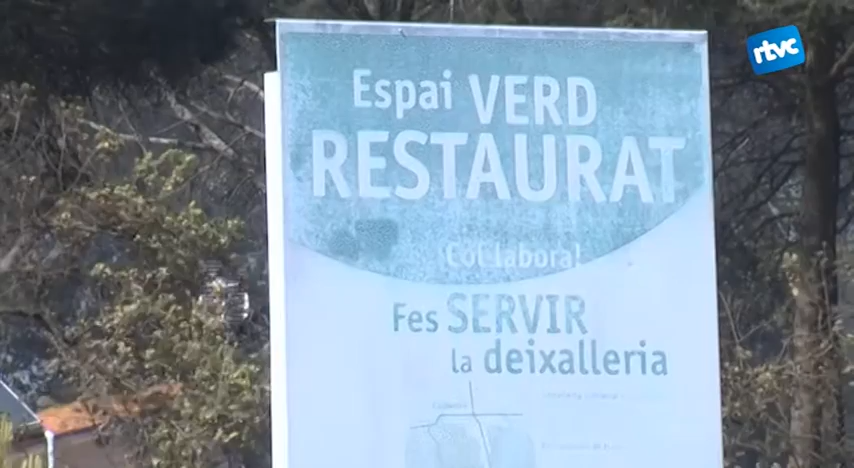 rtvc
Espai VERD
RESTAURAT
¡Col·labora!
Fes SERVIR
la deixalleria